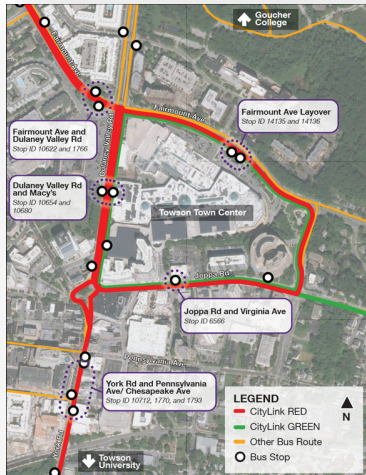 Goucher
College
Fairmount Ave
Fairmount Ave
Fairmount Ave Layover
Stop ID 14135 and 14136
Fairmount Ave and
Dulaney Valley Rd
Stop ID 10622 and 1766
Dulaney Valley Rd
Dulaney Valley Rd
and Macy's
Stop ID 10654 and
10680
Towson Town Center
Joppa Rd
Joppa Rd and Virginia Ave
Stop ID 6566
Pennsylvania Ave
York Rd and Pennsylvania
Ave/ Chesapeake Ave
Stop ID 10712, 1770, and 1793
York Rd
Towson
University
LEGEND
CityLink RED
CityLink GREEN
Other Bus Route
Bus Stop
N